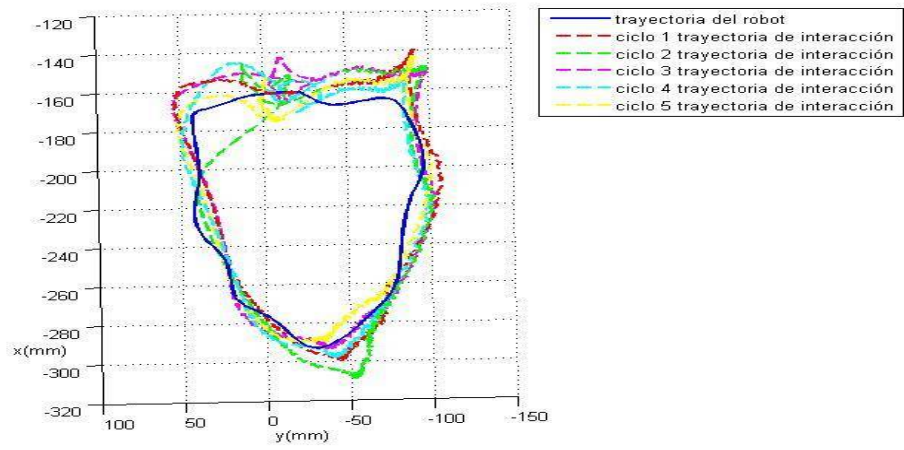 trayectoria del robot
ciclo 1 trayectoria de interacción
ciclo 2 trayectoria de interacción
ciclo 3 trayectoria de interacción
ciclo 4 trayectoria de interacción
ciclo 5 trayectoria de interacción
-120
-140
-160
-180
-200
-220
-240
-260
-280
x(mm)
-300
-320
100
50
0
-50
-100
-150
y(mm)